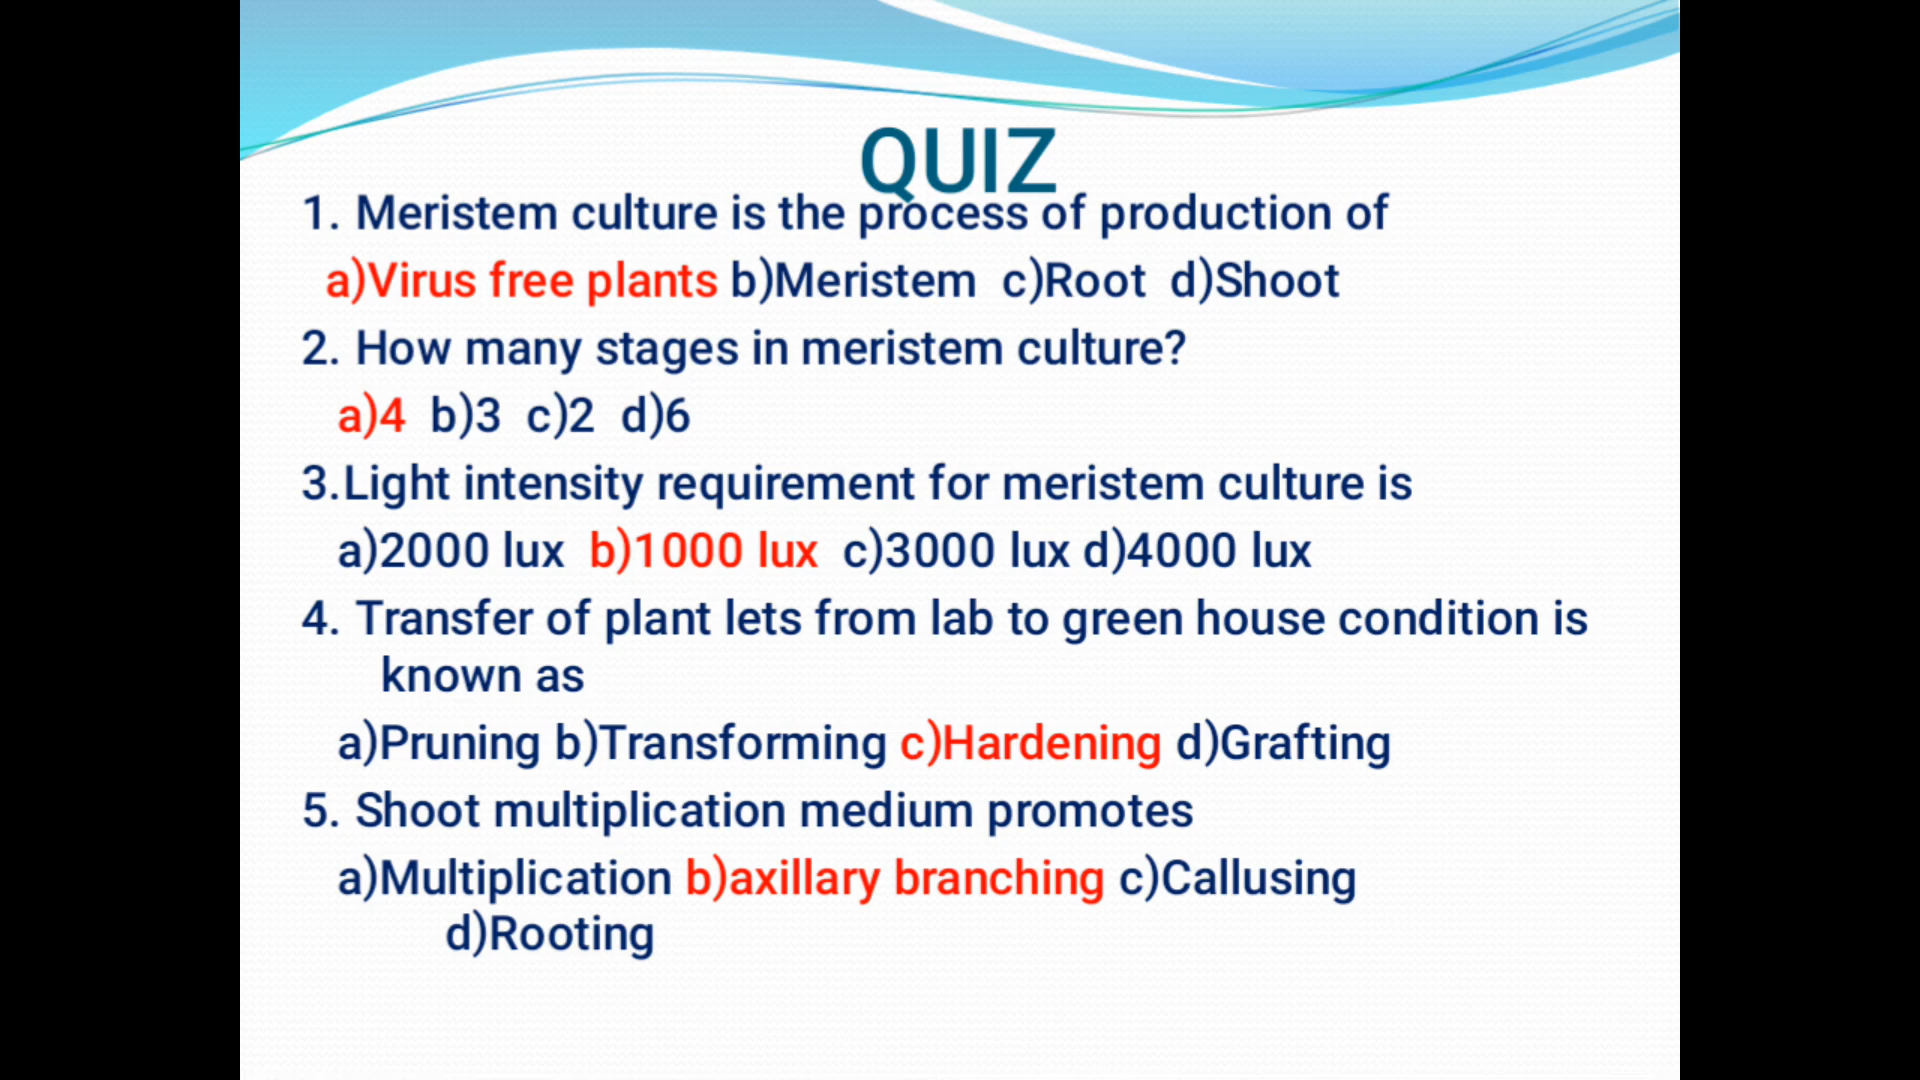 QUIZ
1. Meristem culture is the process of production of
a)Virus free plants b)Meristem c)Root d)Shoot
2. How many stages in meristem culture?
a)4 b)3 c)2 d)6
3.Light intensity requirement for meristem culture is
a)2000 lux b)1000 lux c)3000 lux d)4000 lux
4. Transfer of plant lets from lab to green house condition is
known as
a)Pruning b)Transforming c)Hardening d)Grafting
5. Shoot multiplication medium promotes
a)Multiplication b)axillary branching c)Callusing
d)Rooting